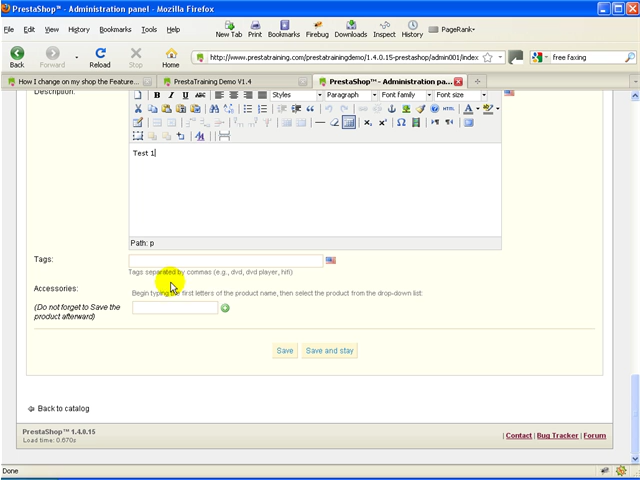 PrestaShop™ - Administration panel - Mozilla Firefox
File Edit View History Bookmarks Tools Help
New Tab Print Bookmarks Firebug Downloads Inspect History PageRank
Back Reload Home
http://www.prestatraining.com/prestatrainingdemo/1.4.0.15-prestashop/admin001/index
free faxing
How I change on my shop the Feature...
PrestaTraining Demo V1.4
PrestaShop™ - Administration pa...
Description:
B I U ABC Styles Paragraph Font family Font size
HTML A
Test 1
Path: p
Tags:
Tags separated by commas (e.g., dvd, dvd player, hifi)
Accessories:
Begin typing the first letters of the product name, then select the product from the drop-down list:
(Do not forget to Save the
product afterward)
Save Save and stay
Back to catalog
PrestaShop™ 1.4.0.15
Load time: 0.670s
| Contact | Bug Tracker | Forum
Done